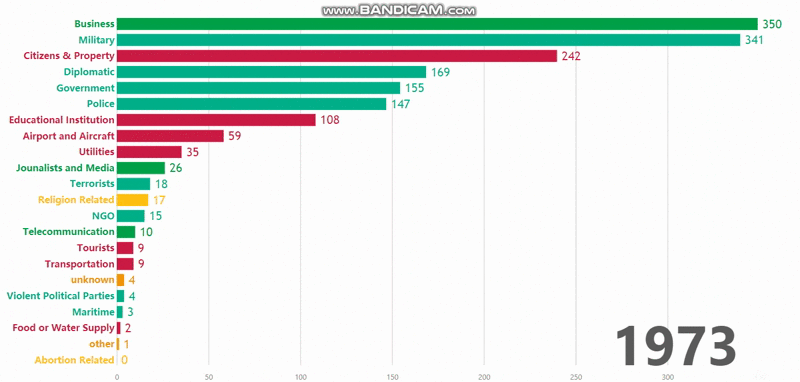 www.BANDICAM.com
Business 350
Military 341
Citizens & Property 242
Diplomatic 169
Government 155
Police 147
Educational Institution 108
Airport and Aircraft 59
Utilities 35
Jounalists and Media 26
Terrorists 18
Religion Related 17
NGO 15
Telecommunication 10
Tourists 9
Transportation 9
unknown 4
Violent Political Parties 4
Maritime 3
Food or Water Supply 2
other 1
Abortion Related 0
1973
0 50 100 150 200 250 300